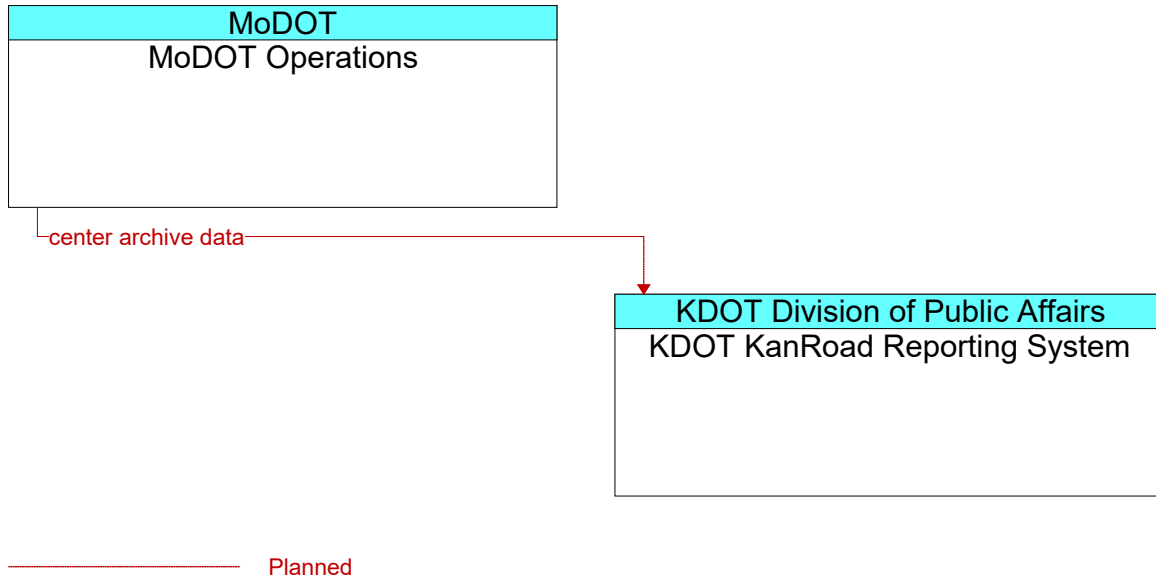 MoDOT
MoDOT Operations
center archive data
KDOT Division of Public Affairs
KDOT KanRoad Reporting System
Planned